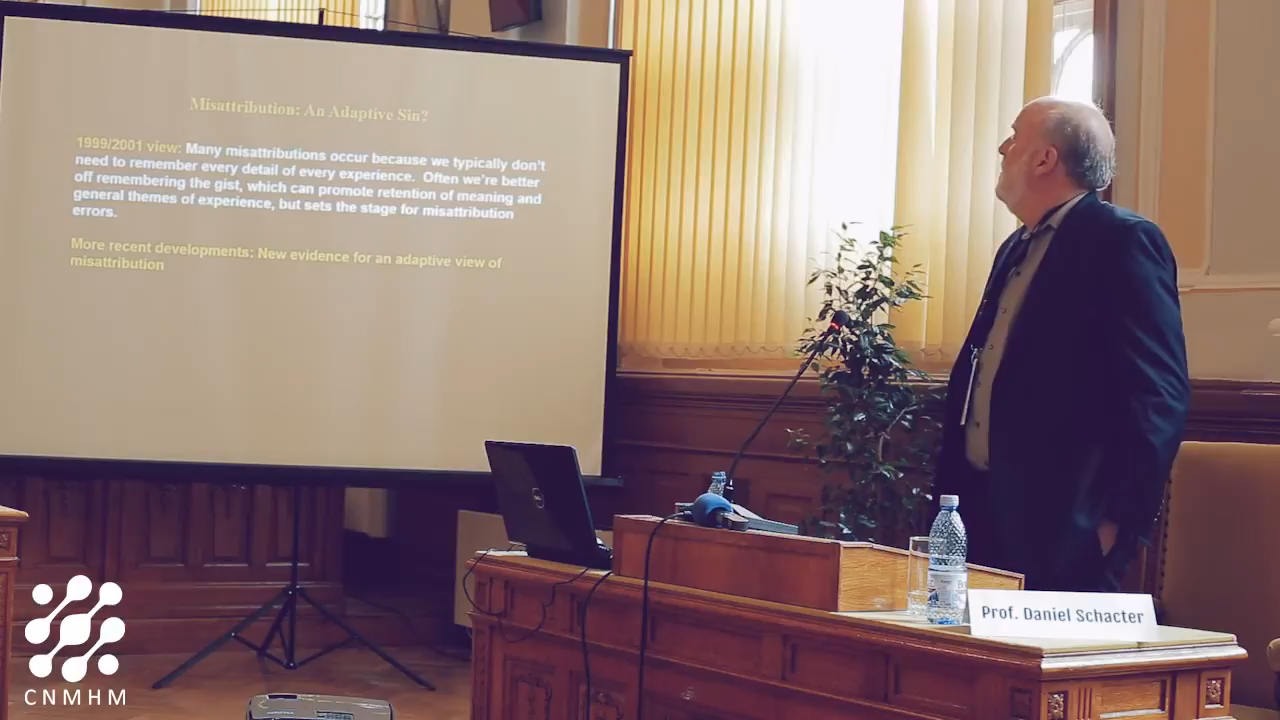 Misattribution: An Adaptive Sin?
1999/2001 view: Many misattributions occur because we typically don't
need to remember every detail of every experience. Often we're better
off remembering the gist, which can promote retention of meaning and
general themes of experience, but sets the stage for misattribution
errors.
More recent developments: New evidence for an adaptive view of
misattribution
Prof. Daniel Schacter
CNMHM